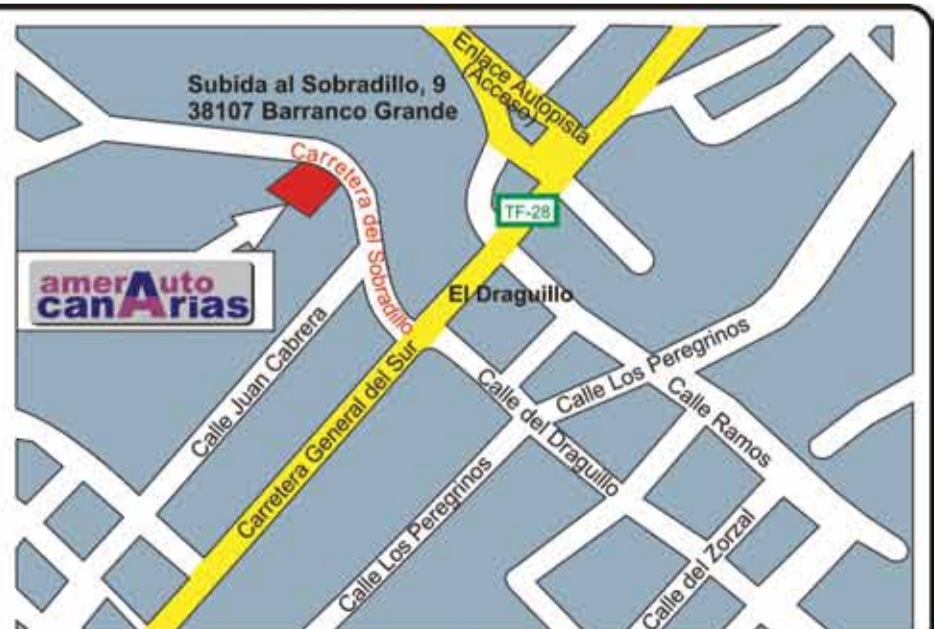 Enlace Autopista
(Acceso)
Subida al Sobradillo, 9
38107 Barranco Grande
Carretera del Sobradillo
TF-28
amerAuto
canArias
El Draguillo
Calle Juan Cabrera
Carretera General del Sur
Calle Los Peregrinos
Calle del Draguillo
Calle Ramos
Calle Los Peregrinos
Calle del Zorzal